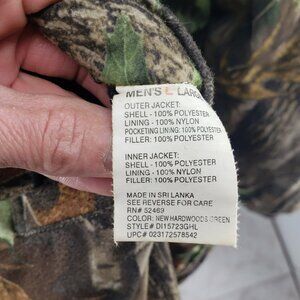 MEN'S L LARGE
OUTER JACKET:
SHELL - 100% POLYESTER
LINING - 100% NYLON
POCKETING LINING: 100% POLYESTER
FILLER: 100% POLYESTER
INNER JACKET:
SHELL - 100% POLYESTER
LINING - 100% NYLON
FILLER: 100% POLYESTER
MADE IN SRI LANKA
SEE REVERSE FOR CARE
RN# 52469
COLOR: NEW HARDWOODS GREEN
STYLE# DI15723GHL
UPC# 023172578542